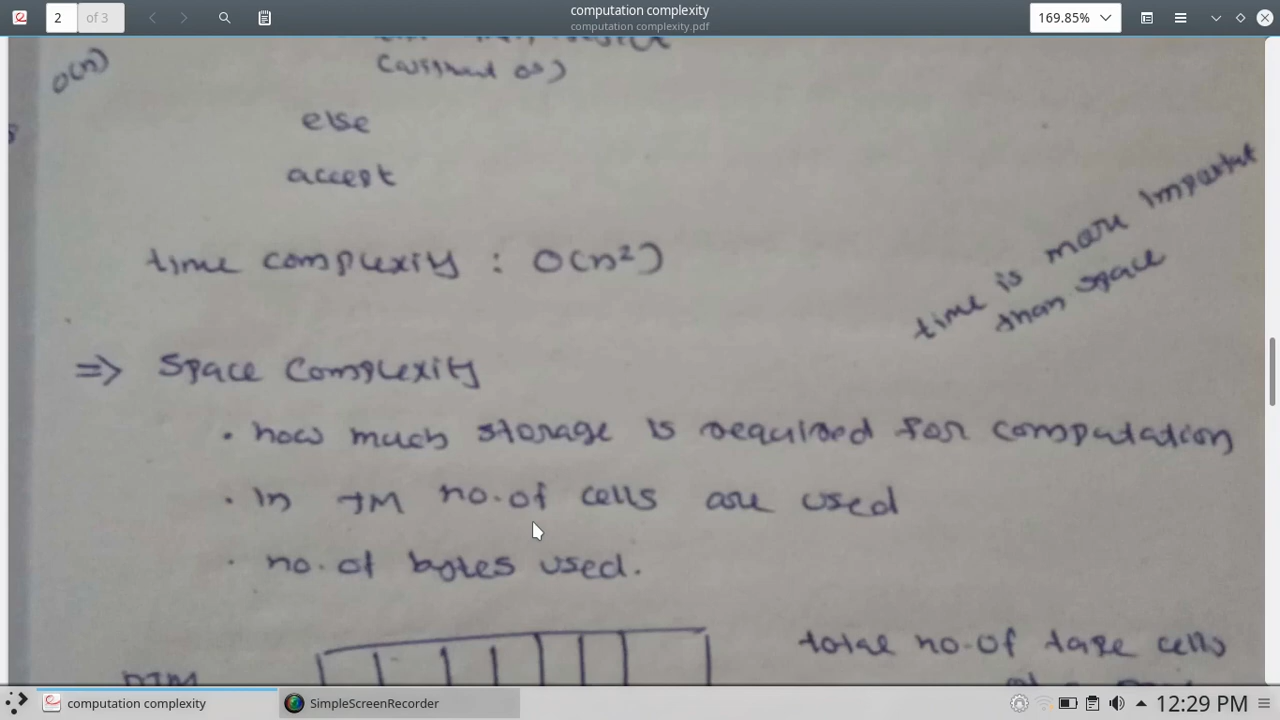 2
of 3
computation complexity
computation complexity.pdf
169.85%
O(n)
else
accept
time complexity : O(n²)
time is more important
than space
=> Space Complexity
• how much storage is required for computation
• In TM no. of cells are used
• no. of bytes used.
total no. of tape cells
DTM
computation complexity
SimpleScreenRecorder
12:29 PM